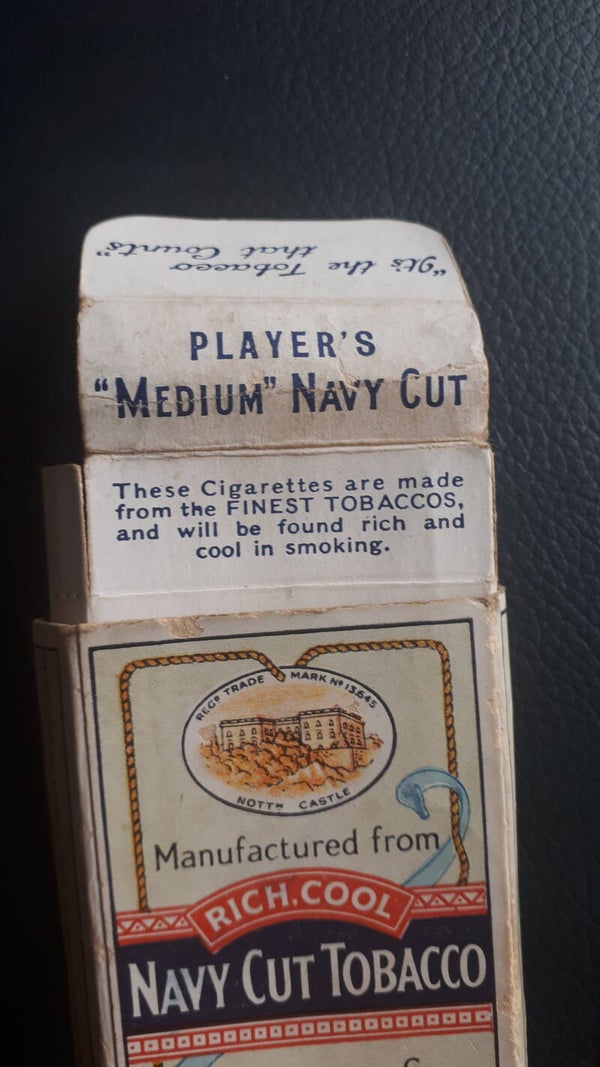 "It's the Tobacco
that Counts"
PLAYER'S
"MEDIUM" NAVY CUT
These Cigarettes are made
from the FINEST TOBACCOS,
and will be found rich and
cool in smoking.
REGD TRADE MARK No 13,645
NOTTM CASTLE
Manufactured from
RICH, COOL
NAVY CUT TOBACCO